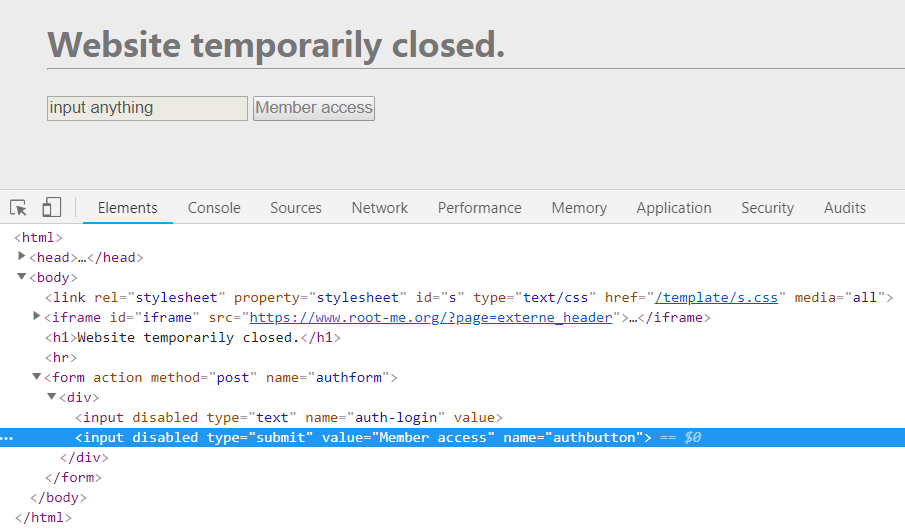 Website temporarily closed.
input anything Member access
Elements Console Sources Network Performance Memory Application Security Audits
<html>
<head>…</head>
<body>
<link rel="stylesheet" property="stylesheet" id="s" type="text/css" href="/template/s.css" media="all">
<iframe id="iframe" src="https://www.root-me.org/?page=externe_header">…</iframe>
<h1>Website temporarily closed.</h1>
<hr>
<form action method="post" name="authform">
<div>
<input disabled type="text" name="auth-login" value>
… <input disabled type="submit" value="Member access" name="authbutton"> == $0
</div>
</form>
</body>
</html>